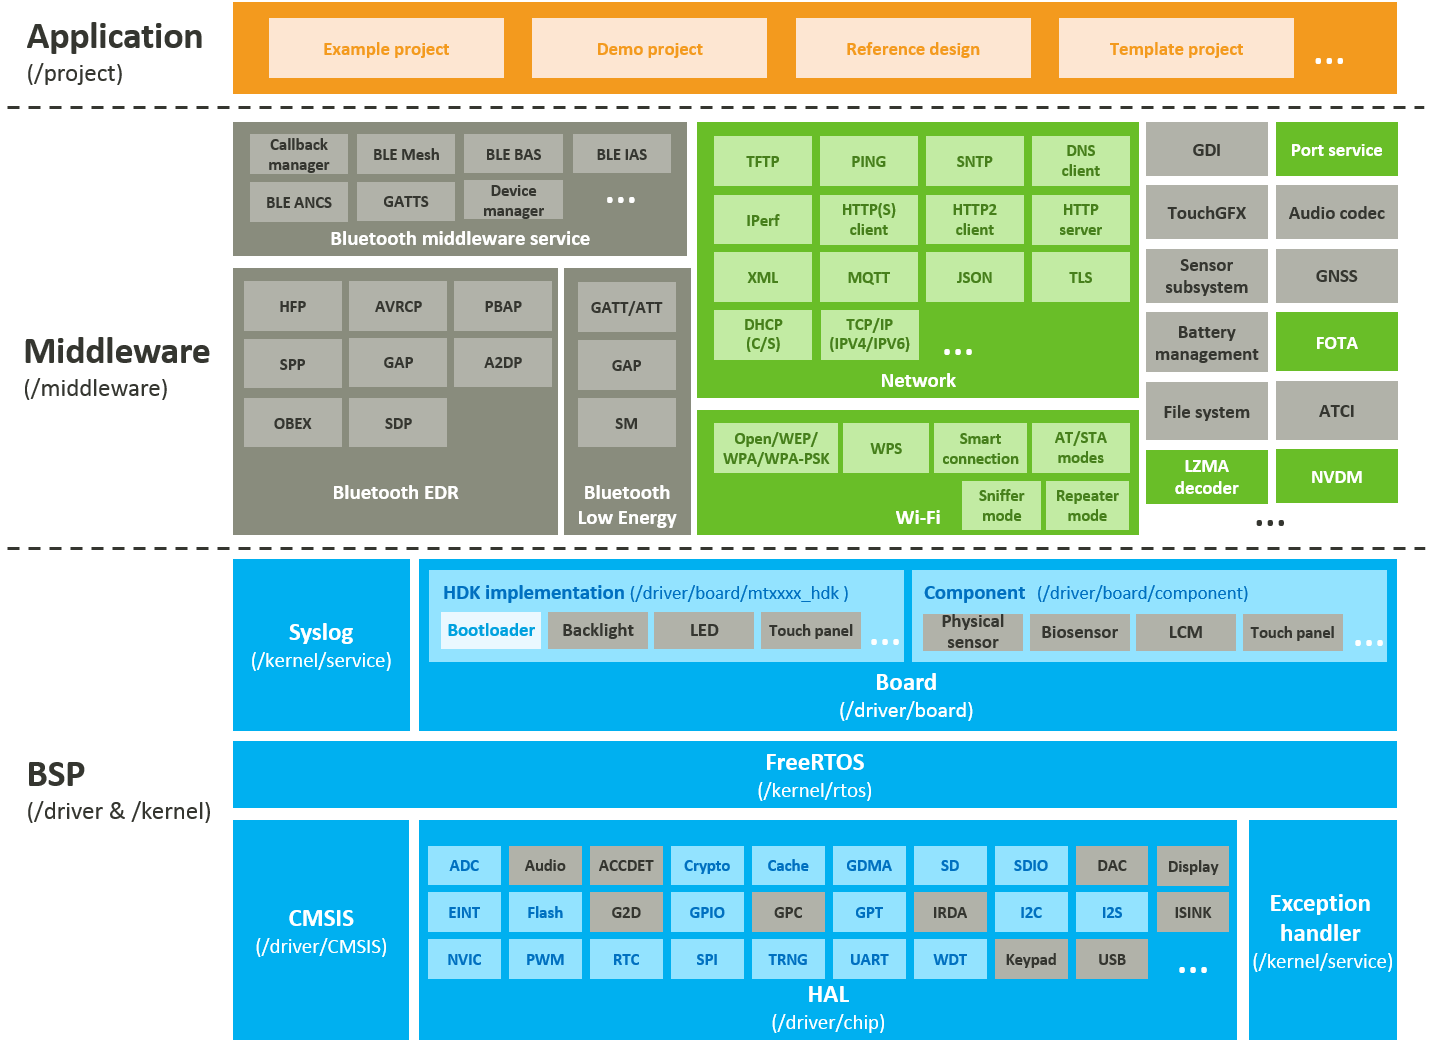 Application
(/project)
Example project
Demo project
Reference design
Template project
...
Middleware
(/middleware)
Callback
manager
BLE Mesh
BLE BAS
BLE IAS
BLE ANCS
GATTS
Device
manager
...
Bluetooth middleware service
HFP
AVRCP
PBAP
SPP
GAP
A2DP
OBEX
SDP
Bluetooth EDR
GATT/ATT
GAP
SM
Bluetooth
Low Energy
TFTP
PING
SNTP
DNS
client
IPerf
HTTP(S)
client
HTTP2
client
HTTP
server
XML
MQTT
JSON
TLS
DHCP
(C/S)
TCP/IP
(IPV4/IPV6)
...
Network
Open/WEP/
WPA/WPA-PSK
WPS
Smart
connection
AT/STA
modes
Sniffer
mode
Repeater
mode
Wi-Fi
GDI
Port service
TouchGFX
Audio codec
Sensor
subsystem
GNSS
Battery
management
FOTA
File system
ATCI
LZMA
decoder
NVDM
...
BSP
(/driver & /kernel)
Syslog
(/kernel/service)
HDK implementation (/driver/board/mtxxxx_hdk )
Bootloader
Backlight
LED
Touch panel
...
Component (/driver/board/component)
Physical
sensor
Biosensor
LCM
Touch panel
...
Board
(/driver/board)
FreeRTOS
(/kernel/rtos)
CMSIS
(/driver/CMSIS)
ADC
Audio
ACCDET
Crypto
Cache
GDMA
SD
SDIO
DAC
Display
EINT
Flash
G2D
GPIO
GPC
GPT
IRDA
I2C
I2S
ISINK
NVIC
PWM
RTC
SPI
TRNG
UART
WDT
Keypad
USB
...
HAL
(/driver/chip)
Exception
handler
(/kernel/service)